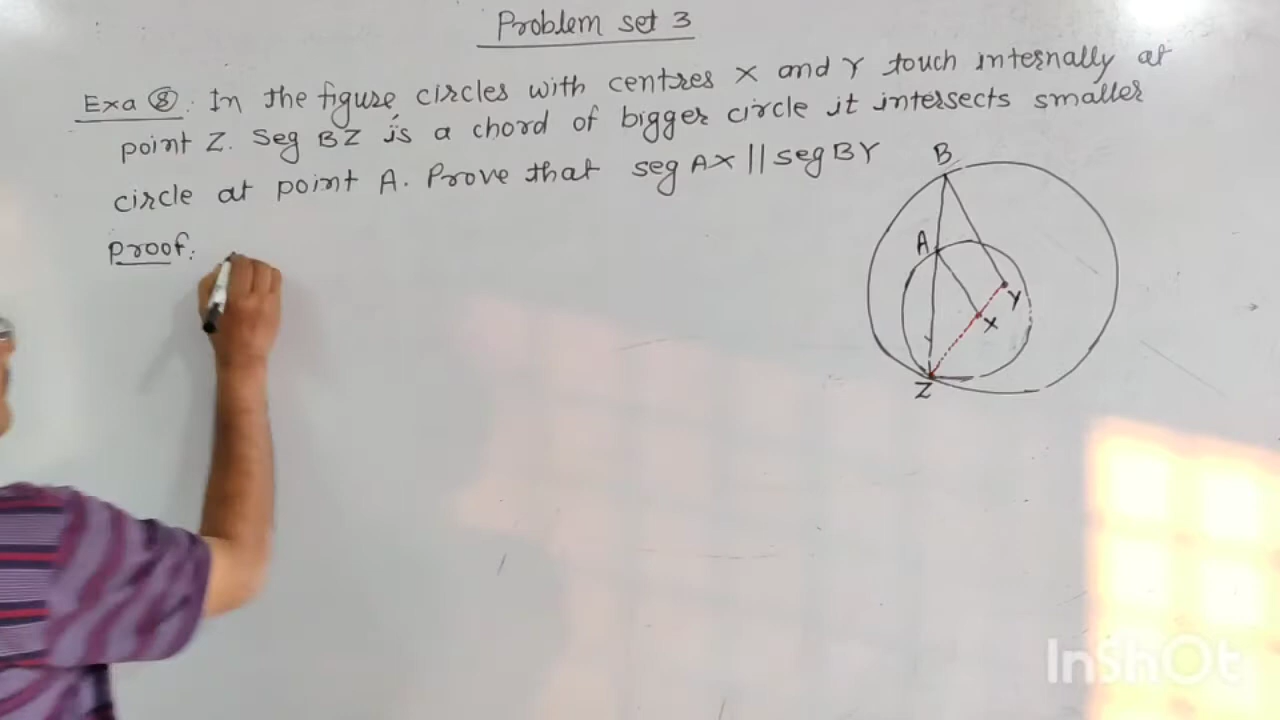 Problem set 3
Exa ⑧: In the figure, circles with centres X and Y touch internally at
point Z. Seg BZ is a chord of bigger circle it intersects smaller
circle at point A. Prove that seg AX || seg BY
Proof:
B
A
Y
X
Z
InShOt